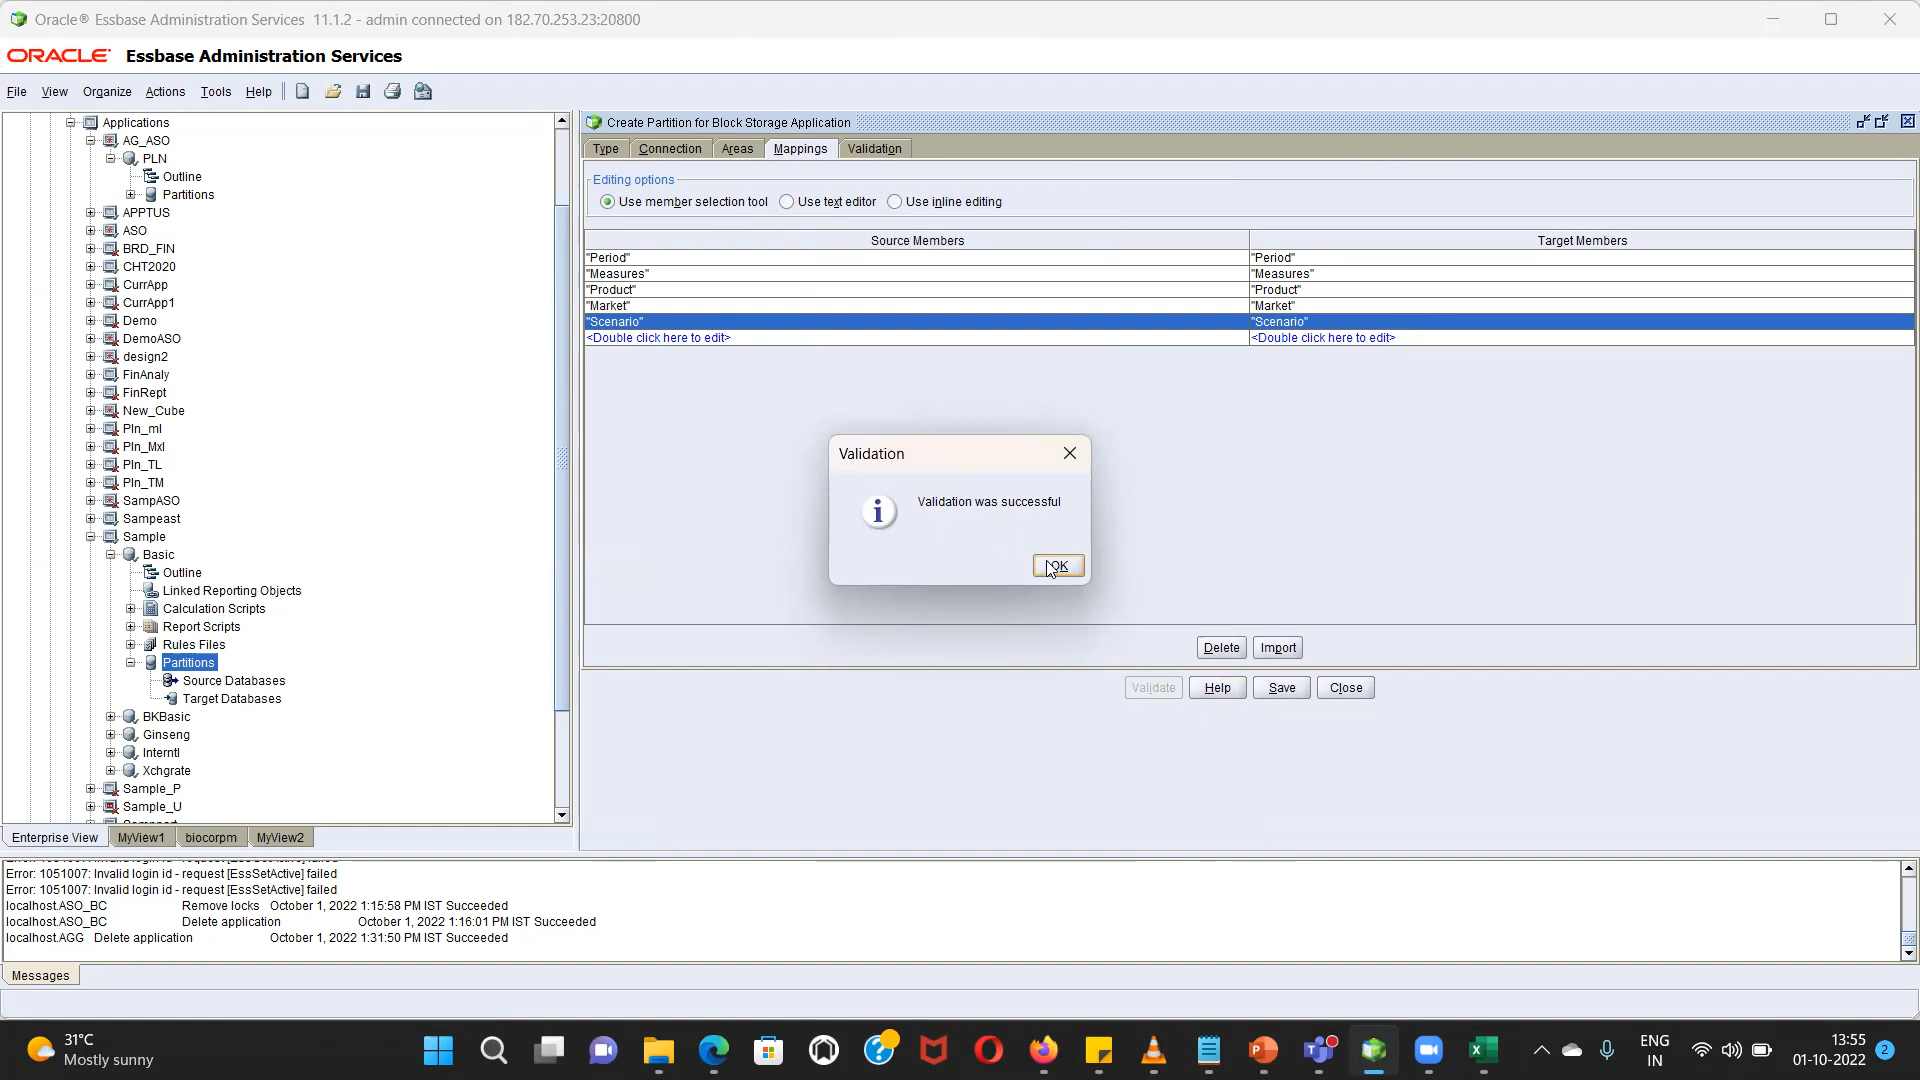 Oracle® Essbase Administration Services 11.1.2 - admin connected on 182.70.253.23:20800
ORACLE Essbase Administration Services
File View Organize Actions Tools Help
Applications
AG_ASO
PLN
Outline
Partitions
APPTUS
ASO
BRD_FIN
CHT2020
CurrApp
CurrApp1
Demo
DemoASO
design2
FinAnaly
FinRept
New_Cube
Pln_ml
Pln_Mxl
Pln_TL
Pln_TM
SampASO
Sampeast
Sample
Basic
Outline
Linked Reporting Objects
Calculation Scripts
Report Scripts
Rules Files
Partitions
Source Databases
Target Databases
BKBasic
Ginseng
Interntl
Xchgrate
Sample_P
Sample_U
Enterprise View MyView1 biocorpm MyView2
Create Partition for Block Storage Application
Type Connection Areas Mappings Validation
Editing options
Use member selection tool Use text editor Use inline editing
Source Members Target Members
"Period" "Period"
"Measures" "Measures"
"Product" "Product"
"Market" "Market"
"Scenario" "Scenario"
<Double click here to edit> <Double click here to edit>
Validation
Validation was successful
OK
Delete Import
Validate Help Save Close
Error: 1051007: Invalid login id - request [EssSetActive] failed
Error: 1051007: Invalid login id - request [EssSetActive] failed
Error: 1051007: Invalid login id - request [EssSetActive] failed
localhost.ASO_BC Remove locks October 1, 2022 1:15:58 PM IST Succeeded
localhost.ASO_BC Delete application October 1, 2022 1:16:01 PM IST Succeeded
localhost.AGG Delete application October 1, 2022 1:31:50 PM IST Succeeded
Messages
31°C
Mostly sunny
ENG
IN
13:55
01-10-2022
2